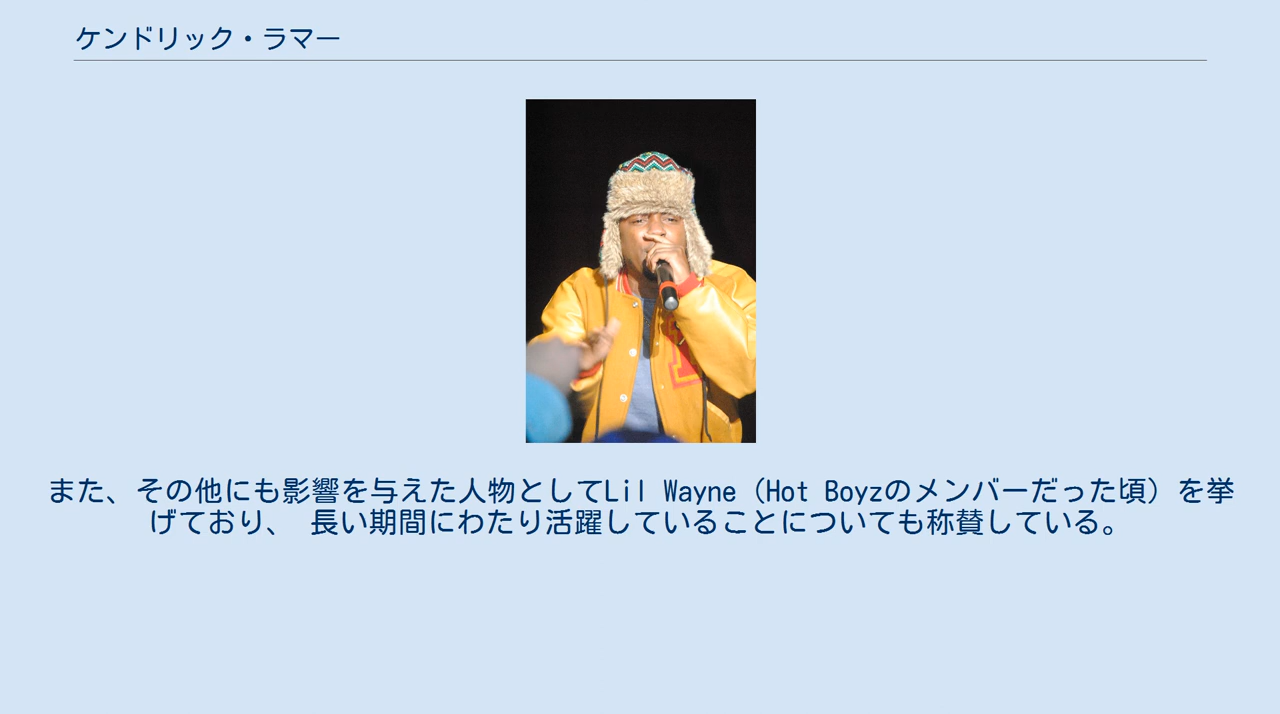 ケンドリック・ラマー
また、その他にも影響を与えた人物としてLil Wayne (Hot Boyzのメンバーだった頃) を挙
げており、 長い期間にわたり活躍していることについても称賛している。